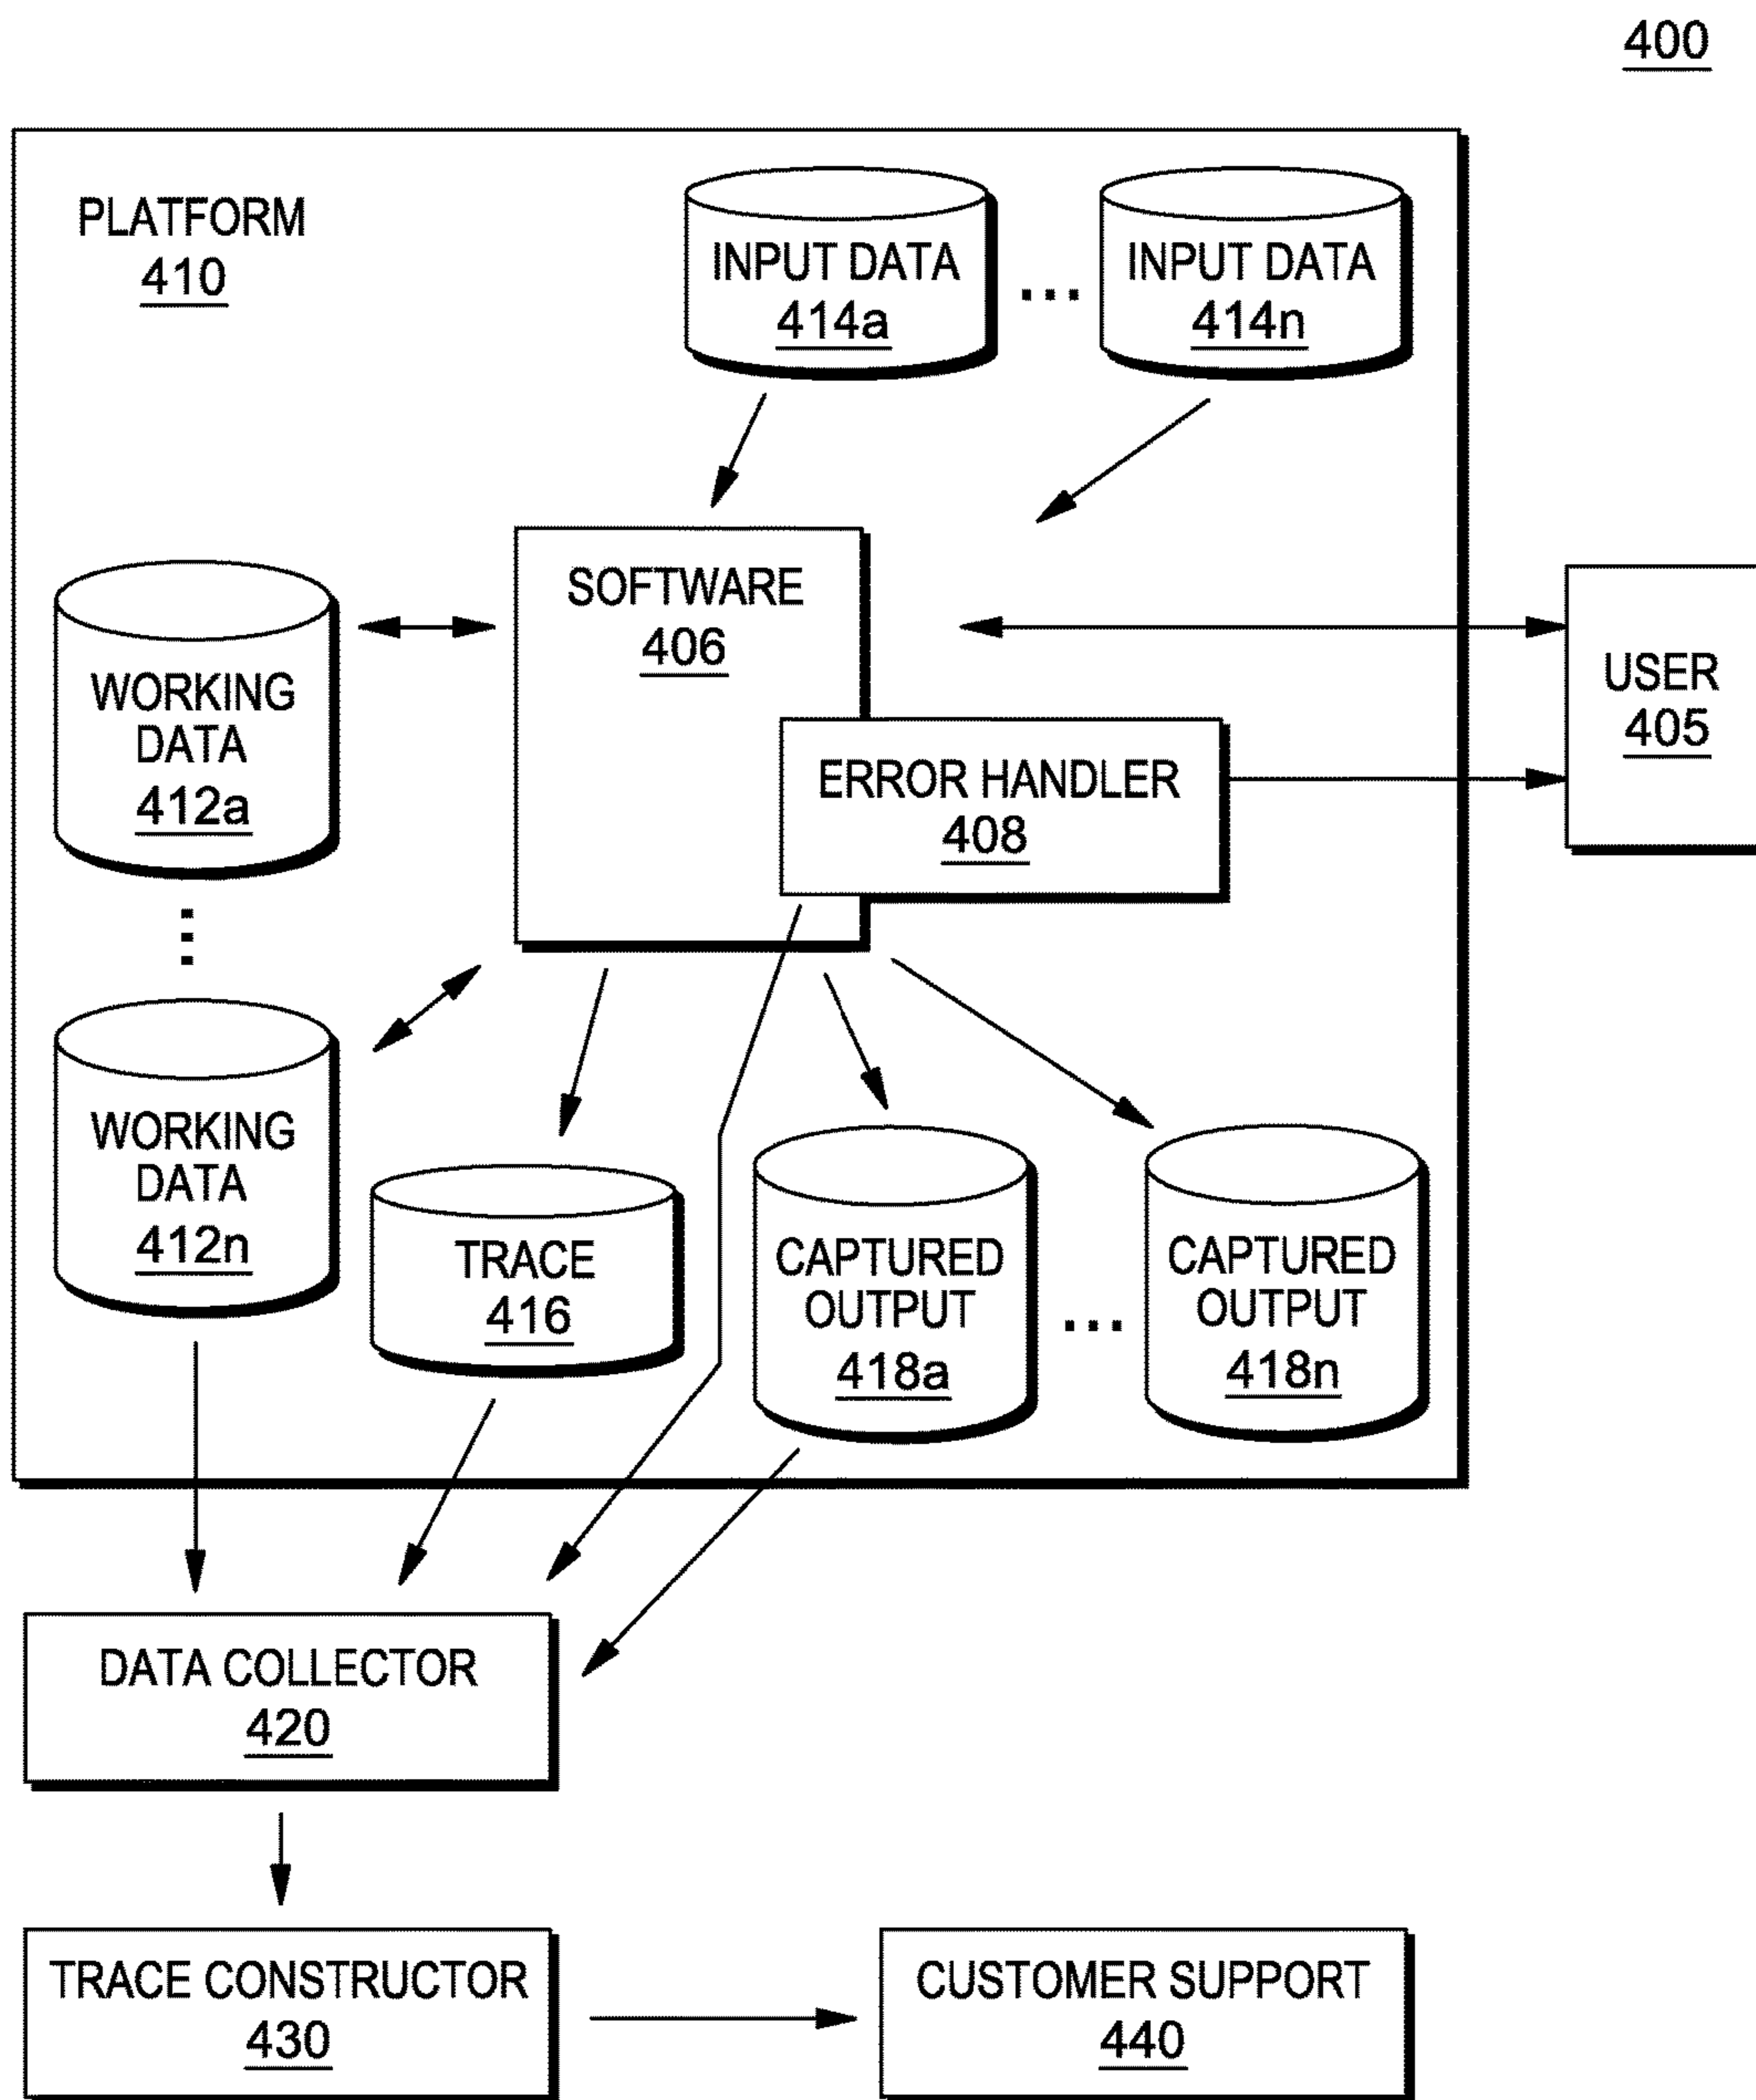 400
PLATFORM
410
INPUT DATA
414a
...
INPUT DATA
414n
SOFTWARE
406
WORKING
DATA
412a
USER
405
ERROR HANDLER
408
...
WORKING
DATA
412n
TRACE
416
CAPTURED
OUTPUT
418a
...
CAPTURED
OUTPUT
418n
DATA COLLECTOR
420
TRACE CONSTRUCTOR
430
CUSTOMER SUPPORT
440